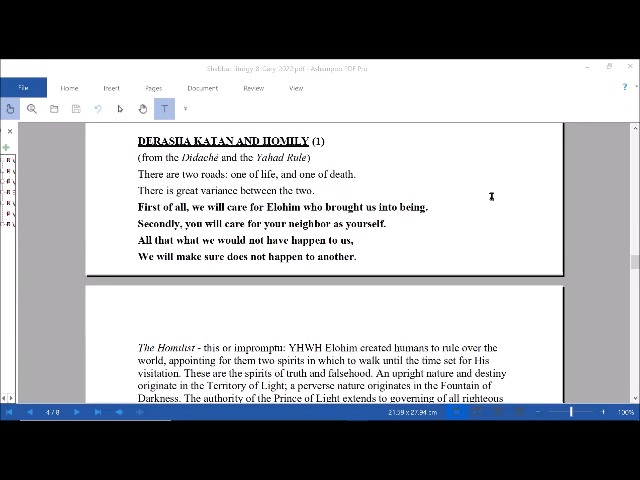 Shabbat_liturgy_8_Gary_2022.pdf - Ashampoo PDF Pro
File Home Insert Pages Document Review View
DERASHA KATAN AND HOMILY (1)
(from the Didaché and the Yahad Rule)
There are two roads: one of life, and one of death.
There is great variance between the two.
First of all, we will care for Elohim who brought us into being.
Secondly, you will care for your neighbor as yourself.
All that what we would not have happen to us,
We will make sure does not happen to another.
The Homilist - this or impromptu: YHWH Elohim created humans to rule over the
world, appointing for them two spirits in which to walk until the time set for His
visitation. These are the spirits of truth and falsehood. An upright nature and destiny
originate in the Territory of Light; a perverse nature originates in the Fountain of
Darkness. The authority of the Prince of Light extends to governing of all righteous
4 / 8 21.59 x 27.94 cm 100%